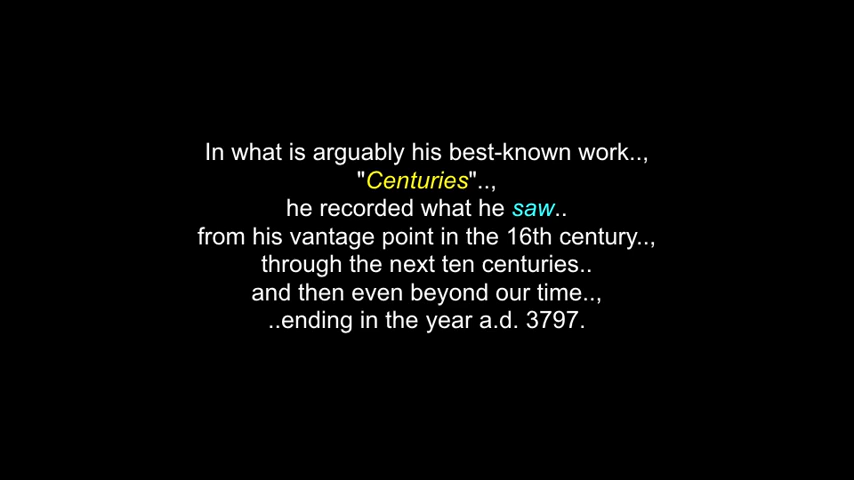 In what is arguably his best-known work..,
"Centuries"..,
he recorded what he saw..
from his vantage point in the 16th century..,
through the next ten centuries..
and then even beyond our time..,
..ending in the year a.d. 3797.